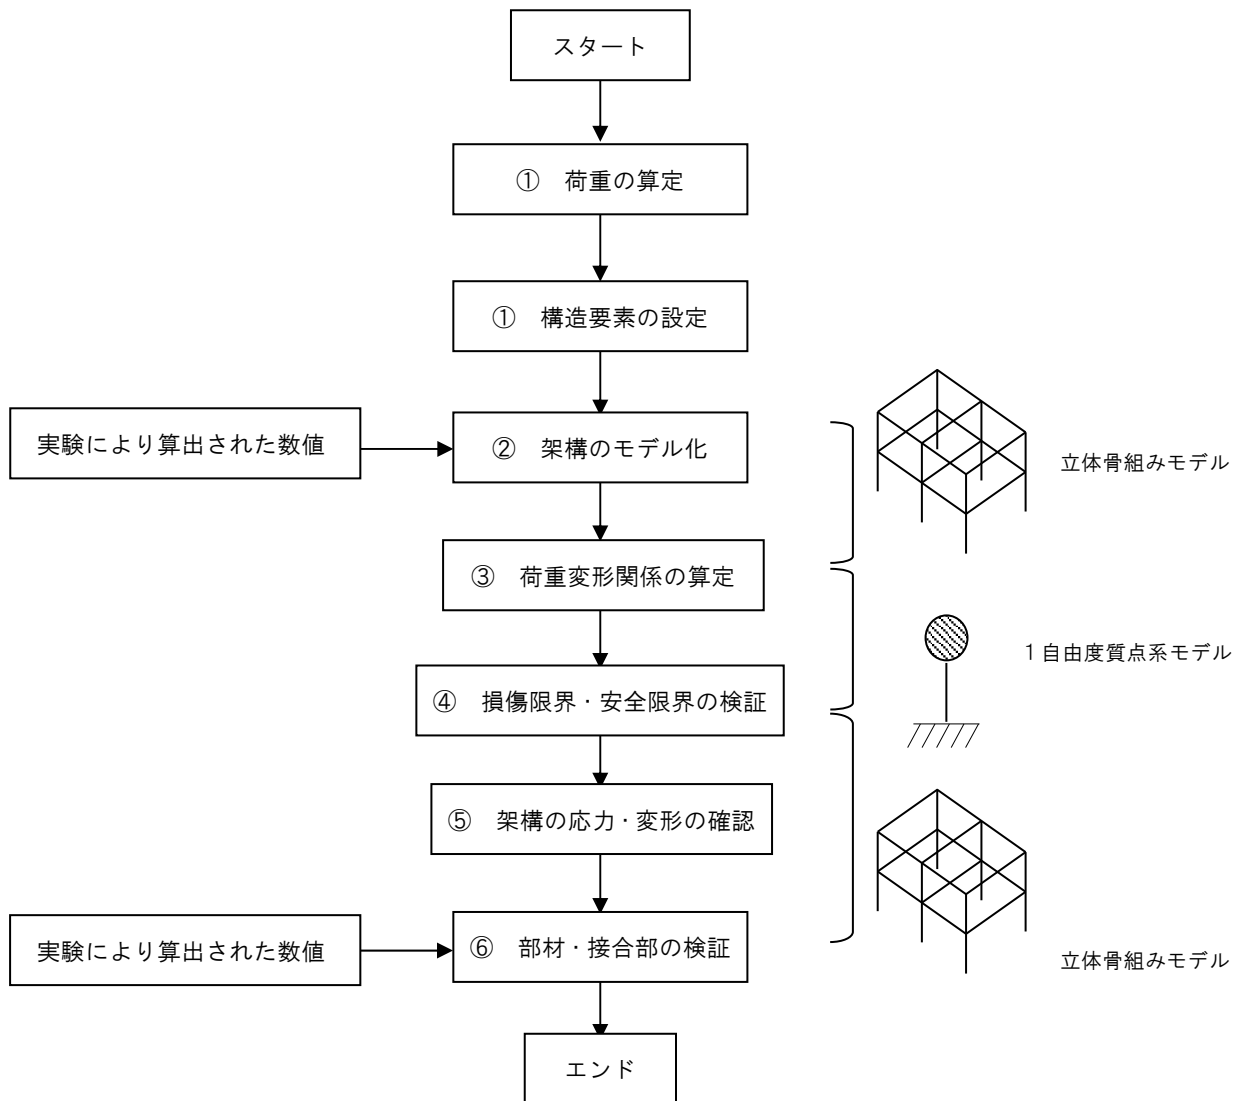 スタート
①　荷重の算定
①　構造要素の設定
実験により算出された数値
②　架構のモデル化
立体骨組みモデル
③　荷重変形関係の算定
1自由度質点系モデル
④　損傷限界・安全限界の検証
⑤　架構の応力・変形の確認
実験により算出された数値
⑥　部材・接合部の検証
立体骨組みモデル
エンド